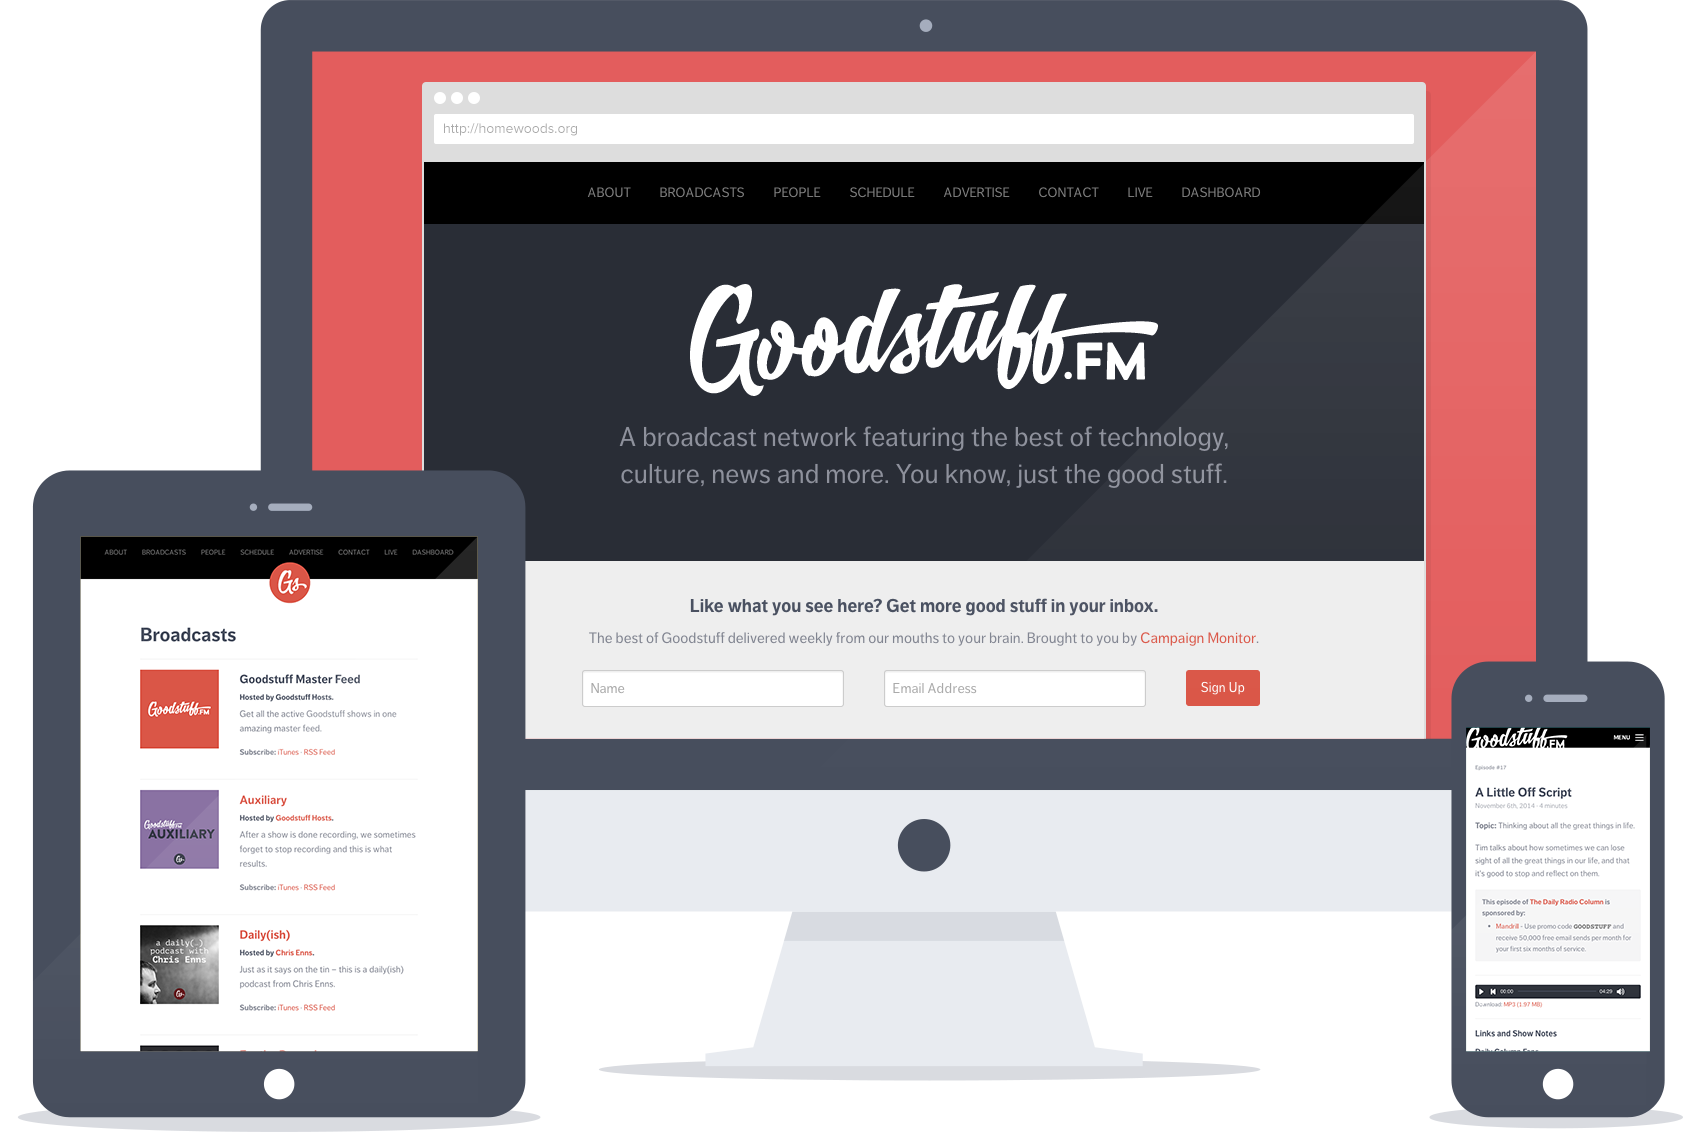 http://homewoods.org
ABOUT BROADCASTS PEOPLE SCHEDULE ADVERTISE CONTACT LIVE DASHBOARD
Goodstuff.FM
A broadcast network featuring the best of technology,
culture, news and more. You know, just the good stuff.
Like what you see here? Get more good stuff in your inbox.
The best of Goodstuff delivered weekly from our mouths to your brain. Brought to you by Campaign Monitor.
Name Email Address Sign Up
ABOUT BROADCASTS PEOPLE SCHEDULE ADVERTISE CONTACT LIVE DASHBOARD
Gs
Broadcasts
Goodstuff.FM
Goodstuff Master Feed
Hosted by Goodstuff Hosts.
Get all the active Goodstuff shows in one
amazing master feed.
Subscribe: iTunes · RSS Feed
Goodstuff.FM
AUXILIARY
Gs
Auxiliary
Hosted by Goodstuff Hosts.
After a show is done recording, we sometimes
forget to stop recording and this is what
results.
Subscribe: iTunes · RSS Feed
a daily(..)
podcast with
Chris Enns
Gs
Daily(ish)
Hosted by Chris Enns.
Just as it says on the tin – this is a daily(ish)
podcast from Chris Enns.
Subscribe: iTunes · RSS Feed
Goodstuff.FM MENU
Episode #17
A Little Off Script
November 6th, 2014 · 4 minutes
Topic: Thinking about all the great things in life.
Tim talks about how sometimes we can lose
sight of all the great things in our life, and that
it's good to stop and reflect on them.
This episode of The Daily Radio Column is
sponsored by:
• Mandrill - Use promo code GOODSTUFF and
receive 50,000 free email sends per month for
your first six months of service.
00:00 04:29
Download: MP3 (1.97 MB)
Links and Show Notes